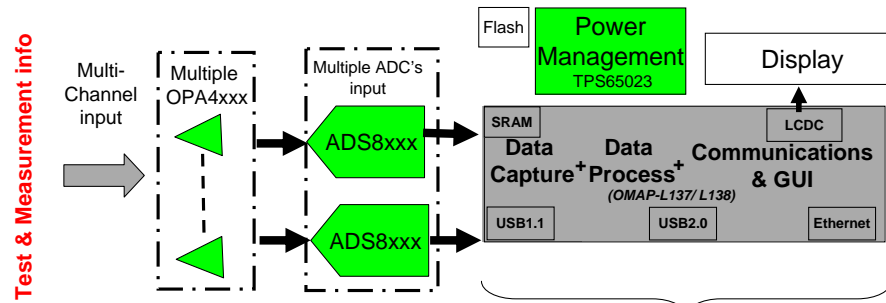 Test & Measurement info
Multi-
Channel
input
Multiple
OPA4xxx
Multiple ADC's
input
ADS8xxx
ADS8xxx
Flash
Power
Management
TPS65023
Display
SRAM
LCDC
Data
Capture
+
Data
Process
+
Communications
& GUI
(OMAP-L137/ L138)
USB1.1
USB2.0
Ethernet